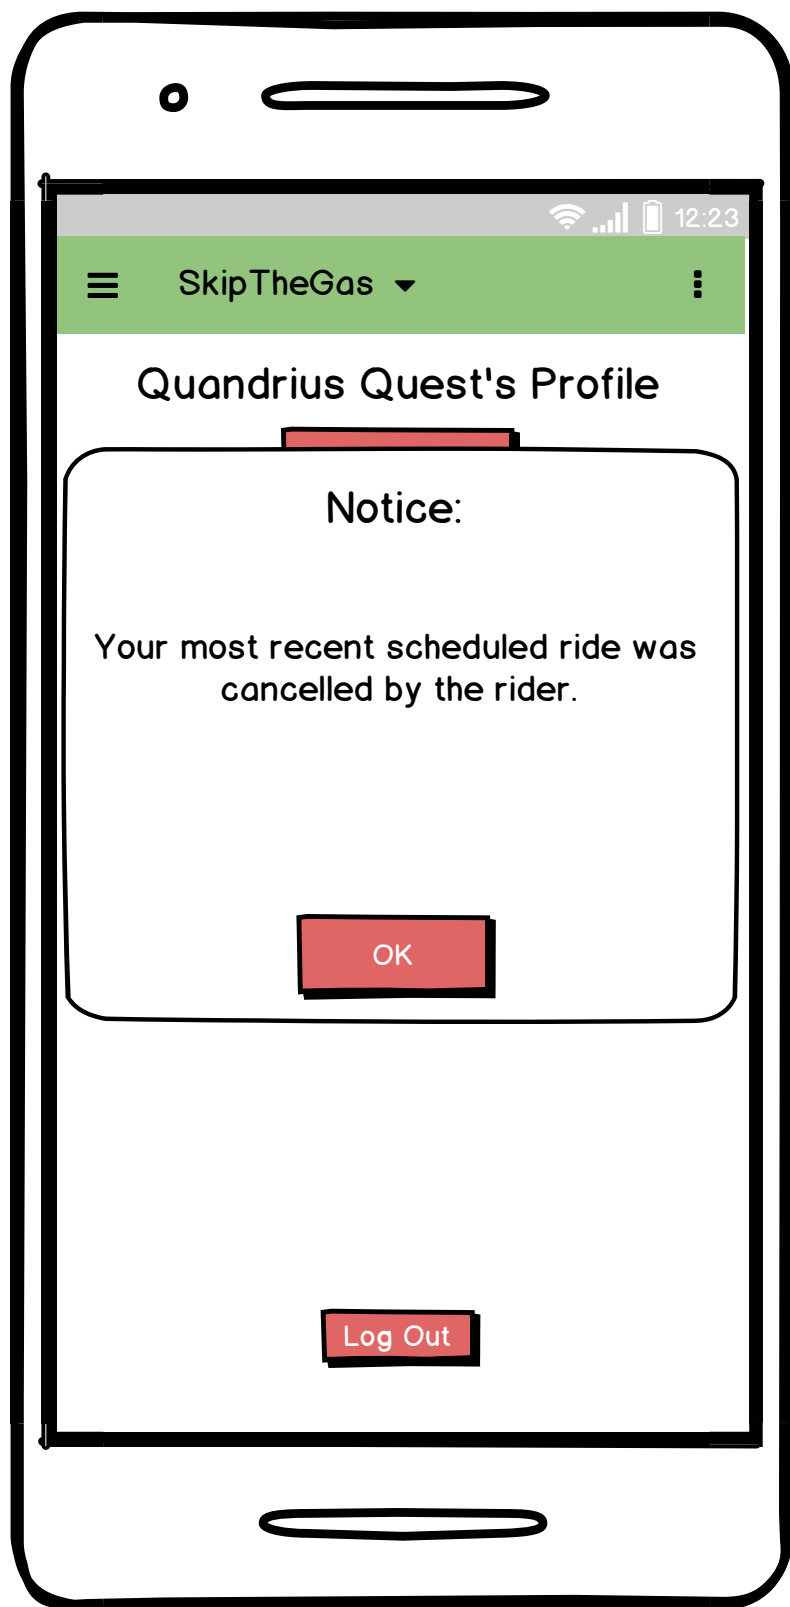 12:23
SkipTheGas
Quandrius Quest's Profile
Notice:
Your most recent scheduled ride was
cancelled by the rider.
OK
Log Out